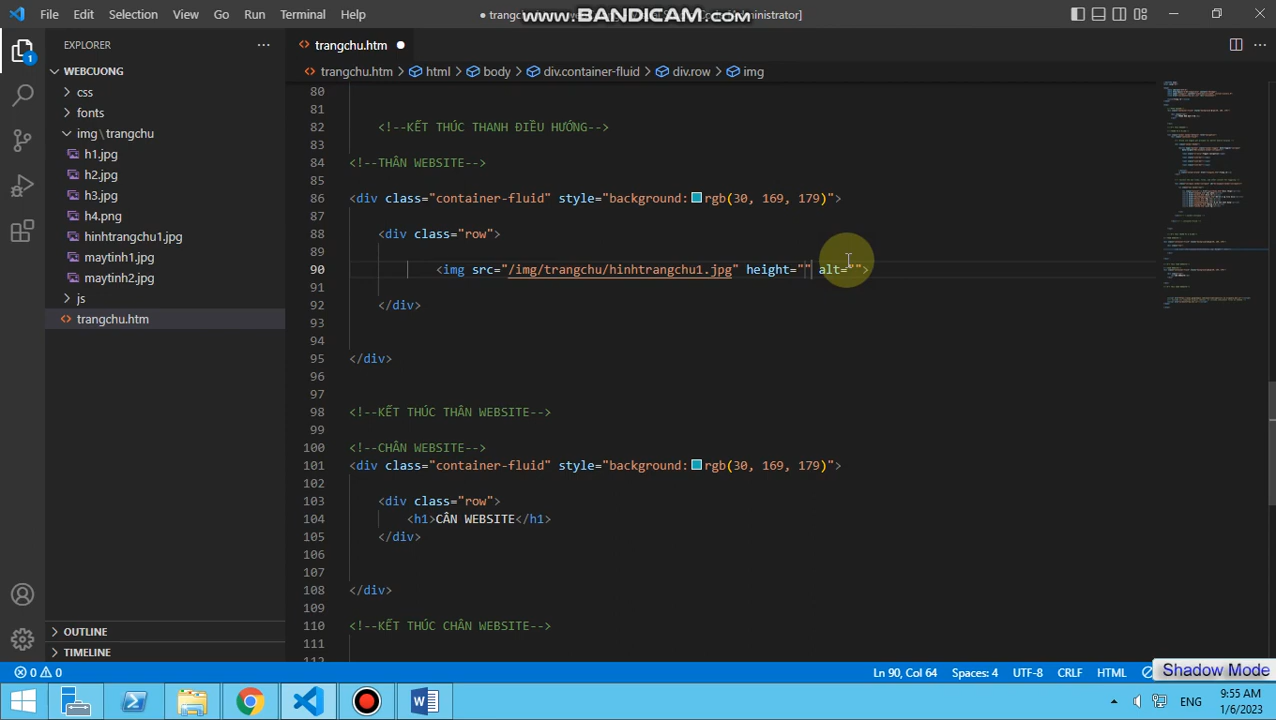 File Edit Selection View Go Run Terminal Help
● trangc
www.BANDICAM.com
ministrator]
EXPLORER
WEBCUONG
css
fonts
img\trangchu
h1.jpg
h2.jpg
h3.jpg
h4.png
hinhtrangchu1.jpg
raytinh1.jpg
raytinh2.jpg
js
trangchu.htm
OUTLINE
TIMELINE
1
trangchu.htm
trangchu.htm > html > body > div.container-fluid > div.row > img
80
81
82 <!--KẾT THÚC THANH ĐIỀU HƯỚNG-->
83
84 <!--THÂN WEBSITE-->
85
86 <div class="container-fluid" style="background: rgb(30, 169, 179)">
87
88 <div class="row">
89
90 <img src="/img/trangchu/hinhtrangchu1.jpg" height="" alt="">
91
92 </div>
93
94
95 </div>
96
97
98 <!--KẾT THÚC THÂN WEBSITE-->
99
100 <!--CHÂN WEBSITE-->
101 <div class="container-fluid" style="background: rgb(30, 169, 179)">
102
103 <div class="row">
104 <h1>CÂN WEBSITE</h1>
105 </div>
106
107
108 </div>
109
110 <!--KẾT THÚC CHÂN WEBSITE-->
111
112
0 0 Ln 90, Col 64 Spaces: 4 UTF-8 CRLF HTML
Shadow Mode
ENG
9:55 AM
1/6/2023